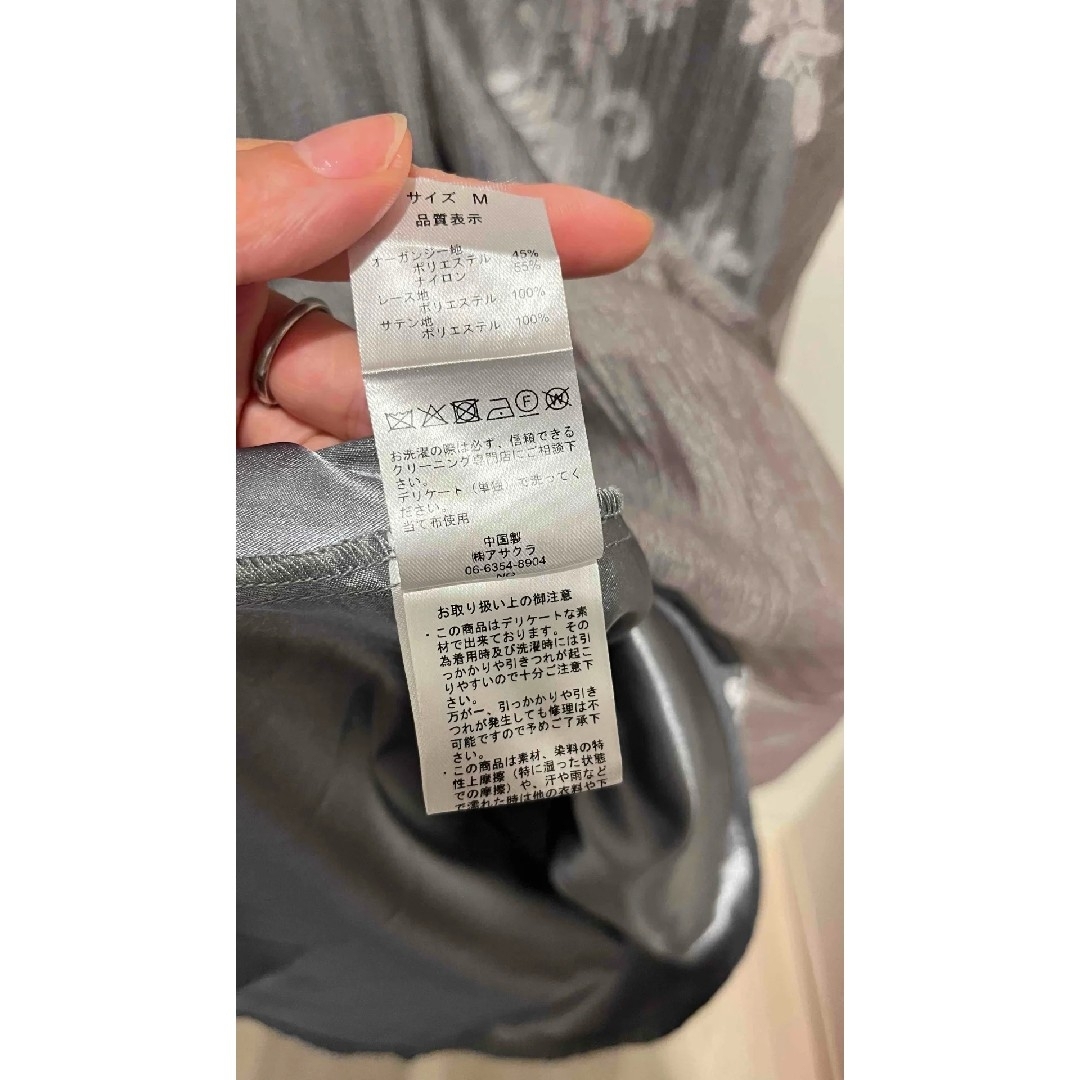 サイズ M
品質表示
オーガンジー地
ポリエステル 45%
ナイロン 55%
レース地
ポリエステル 100%
サテン地
ポリエステル 100%
F W
お洗濯の際は必ず、信頼できる
クリーニング専門店にご相談下
さい。
デリケート（単独）で洗ってく
ださい。
当て布使用
中国製
㈱アサクラ
06-6354-8904
お取り扱い上の御注意
・この商品はデリケートな素
材で出来ております。その
為着用時及び洗濯時には引
っかかりや引きつれが起こ
りやすいので十分ご注意下
さい。
万が一、引っかかりや引き
つれが発生しても修理は不
可能ですので予めご了承下
さい。
・この商品は素材、染料の特
性上摩擦（特に湿った状態
での摩擦）や、汗や雨など
で濡れた時は他の衣料や下